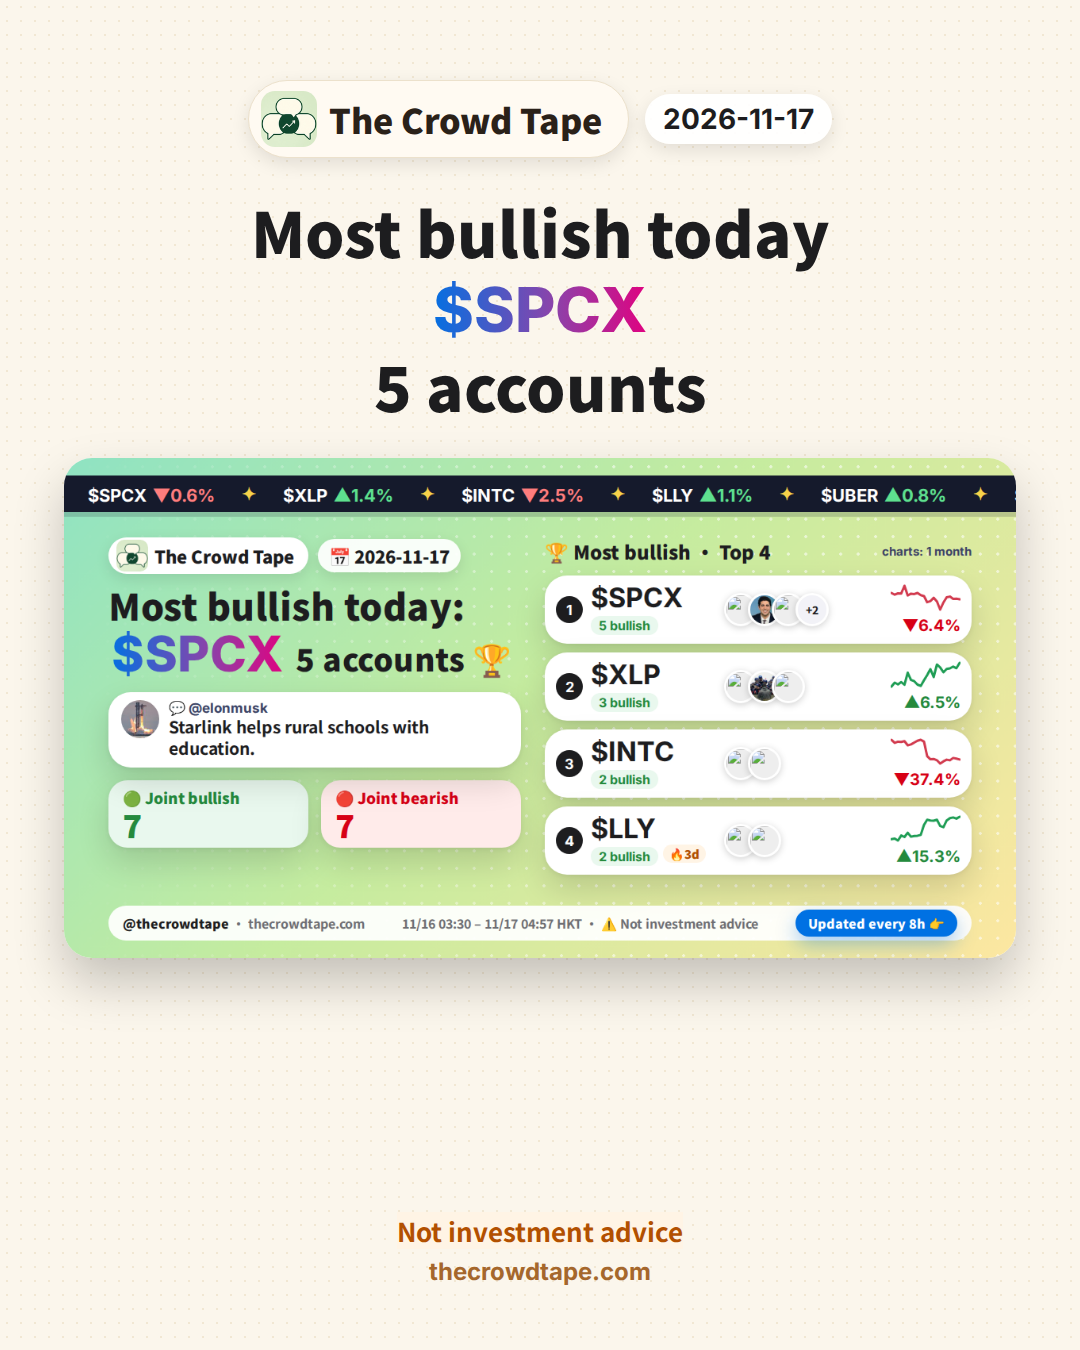 The Crowd Tape
2026-11-17
Most bullish today
$SPCX
5 accounts
$SPCX ▼0.6% ✦ $XLP ▲1.4% ✦ $INTC ▼2.5% ✦ $LLY ▲1.1% ✦ $UBER ▲0.8% ✦
The Crowd Tape
📅 2026-11-17
Most bullish today:
$SPCX 5 accounts 🏆
💬 @elonmusk
Starlink helps rural schools with
education.
🟢 Joint bullish
7
🔴 Joint bearish
7
🏆 Most bullish • Top 4
charts: 1 month
1
$SPCX
5 bullish
+2
▼6.4%
2
$XLP
3 bullish
▲6.5%
3
$INTC
2 bullish
▼37.4%
4
$LLY
2 bullish
🔥3d
▲15.3%
@thecrowdtape • thecrowdtape.com
11/16 03:30 – 11/17 04:57 HKT • ⚠️ Not investment advice
Updated every 8h 👉
Not investment advice
thecrowdtape.com